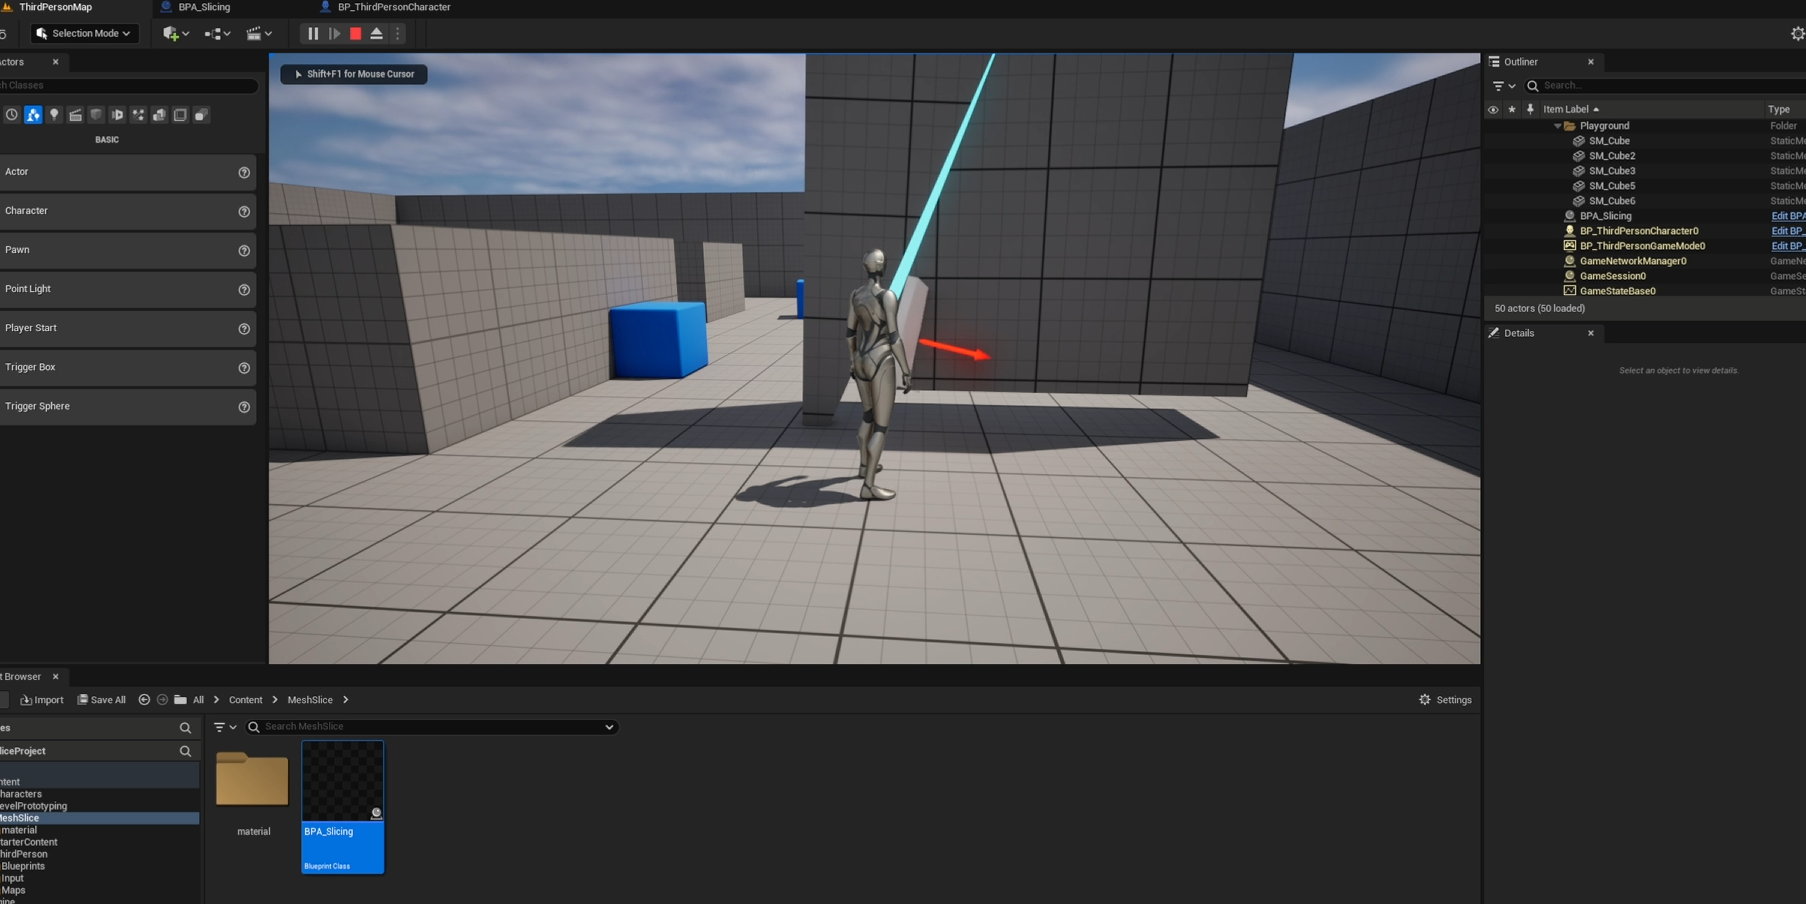 ThirdPersonMap
BPA_Slicing
BP_ThirdPersonCharacter
Selection Mode
Actors
ch Classes
BASIC
Actor
Character
Pawn
Point Light
Player Start
Trigger Box
Trigger Sphere
Shift+F1 for Mouse Cursor
Outliner
Search...
Item Label
Type
Playground
Folder
SM_Cube
StaticMe
SM_Cube2
StaticMe
SM_Cube3
StaticMe
SM_Cube5
StaticMe
SM_Cube6
StaticMe
BPA_Slicing
Edit BPA
BP_ThirdPersonCharacter0
Edit BP_
BP_ThirdPersonGameMode0
Edit BP_
GameNetworkManager0
GameNe
GameSession0
GameSe
GameStateBase0
GameSt
50 actors (50 loaded)
Details
Select an object to view details.
t Browser
Import
Save All
All
Content
MeshSlice
Settings
es
liceProject
ntent
haracters
evelPrototyping
MeshSlice
material
tarterContent
hirdPerson
Blueprints
Input
Maps
Search MeshSlice
material
BPA_Slicing
Blueprint Class